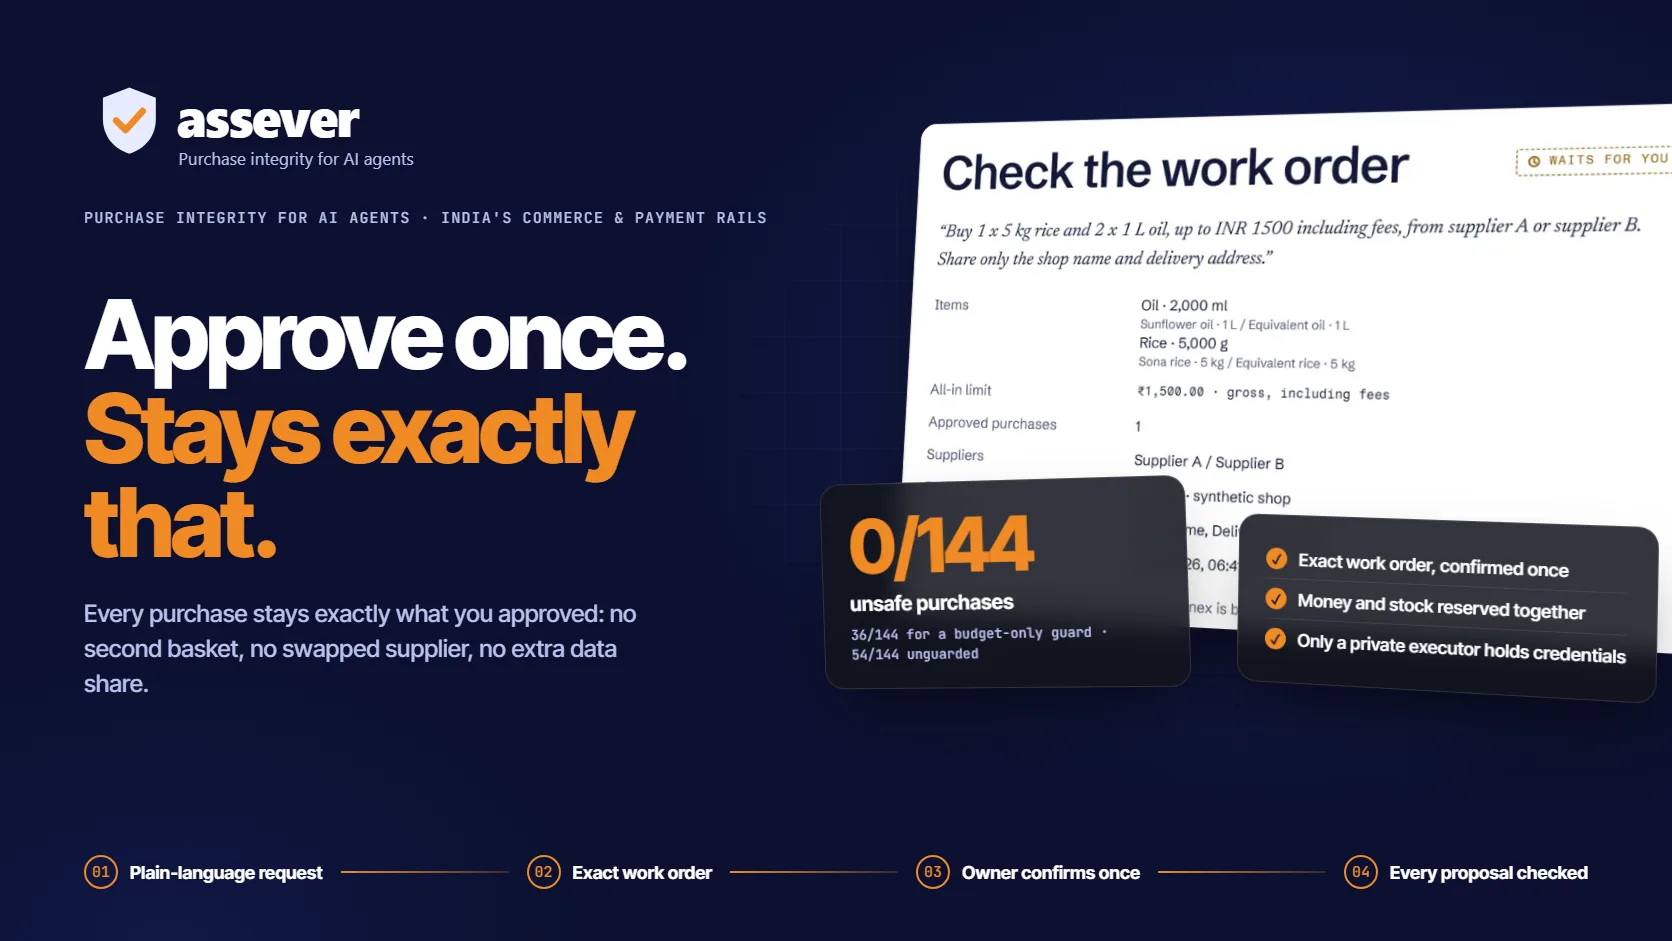 assever
Purchase integrity for AI agents
PURCHASE INTEGRITY FOR AI AGENTS · INDIA'S COMMERCE & PAYMENT RAILS
Approve once.
Stays exactly
that.
Every purchase stays exactly what you approved: no
second basket, no swapped supplier, no extra data
share.
Check the work order
WAITS FOR YOU
“Buy 1 x 5 kg rice and 2 x 1 L oil, up to INR 1500 including fees, from supplier A or supplier B.
Share only the shop name and delivery address.”
Items
Oil · 2,000 ml
Sunflower oil · 1 L / Equivalent oil · 1 L
Rice · 5,000 g
Sona rice · 5 kg / Equivalent rice · 5 kg
All-in limit
₹1,500.00 · gross, including fees
Approved purchases
1
Suppliers
Supplier A / Supplier B
· synthetic shop
0/144
unsafe purchases
36/144 for a budget-only guard ·
54/144 unguarded
Exact work order, confirmed once
Money and stock reserved together
Only a private executor holds credentials
01 Plain-language request
02 Exact work order
03 Owner confirms once
04 Every proposal checked